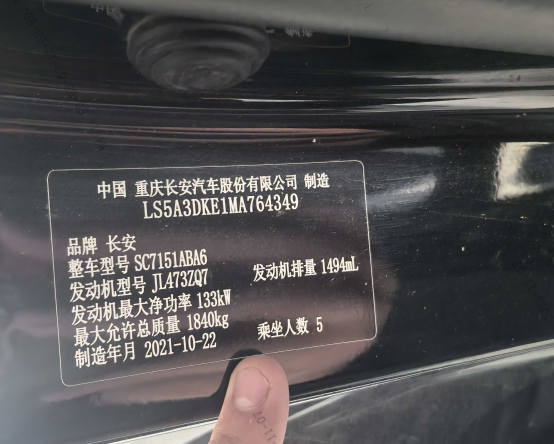 中国 重庆长安汽车股份有限公司 制造
LS5A3DKE1MA764349
品牌 长安
整车型号 SC7151ABA6
发动机型号 JL473ZQ7
发动机排量 1494mL
发动机最大净功率 133kW
最大允许总质量 1840kg
乘坐人数 5
制造年月 2021-10-22